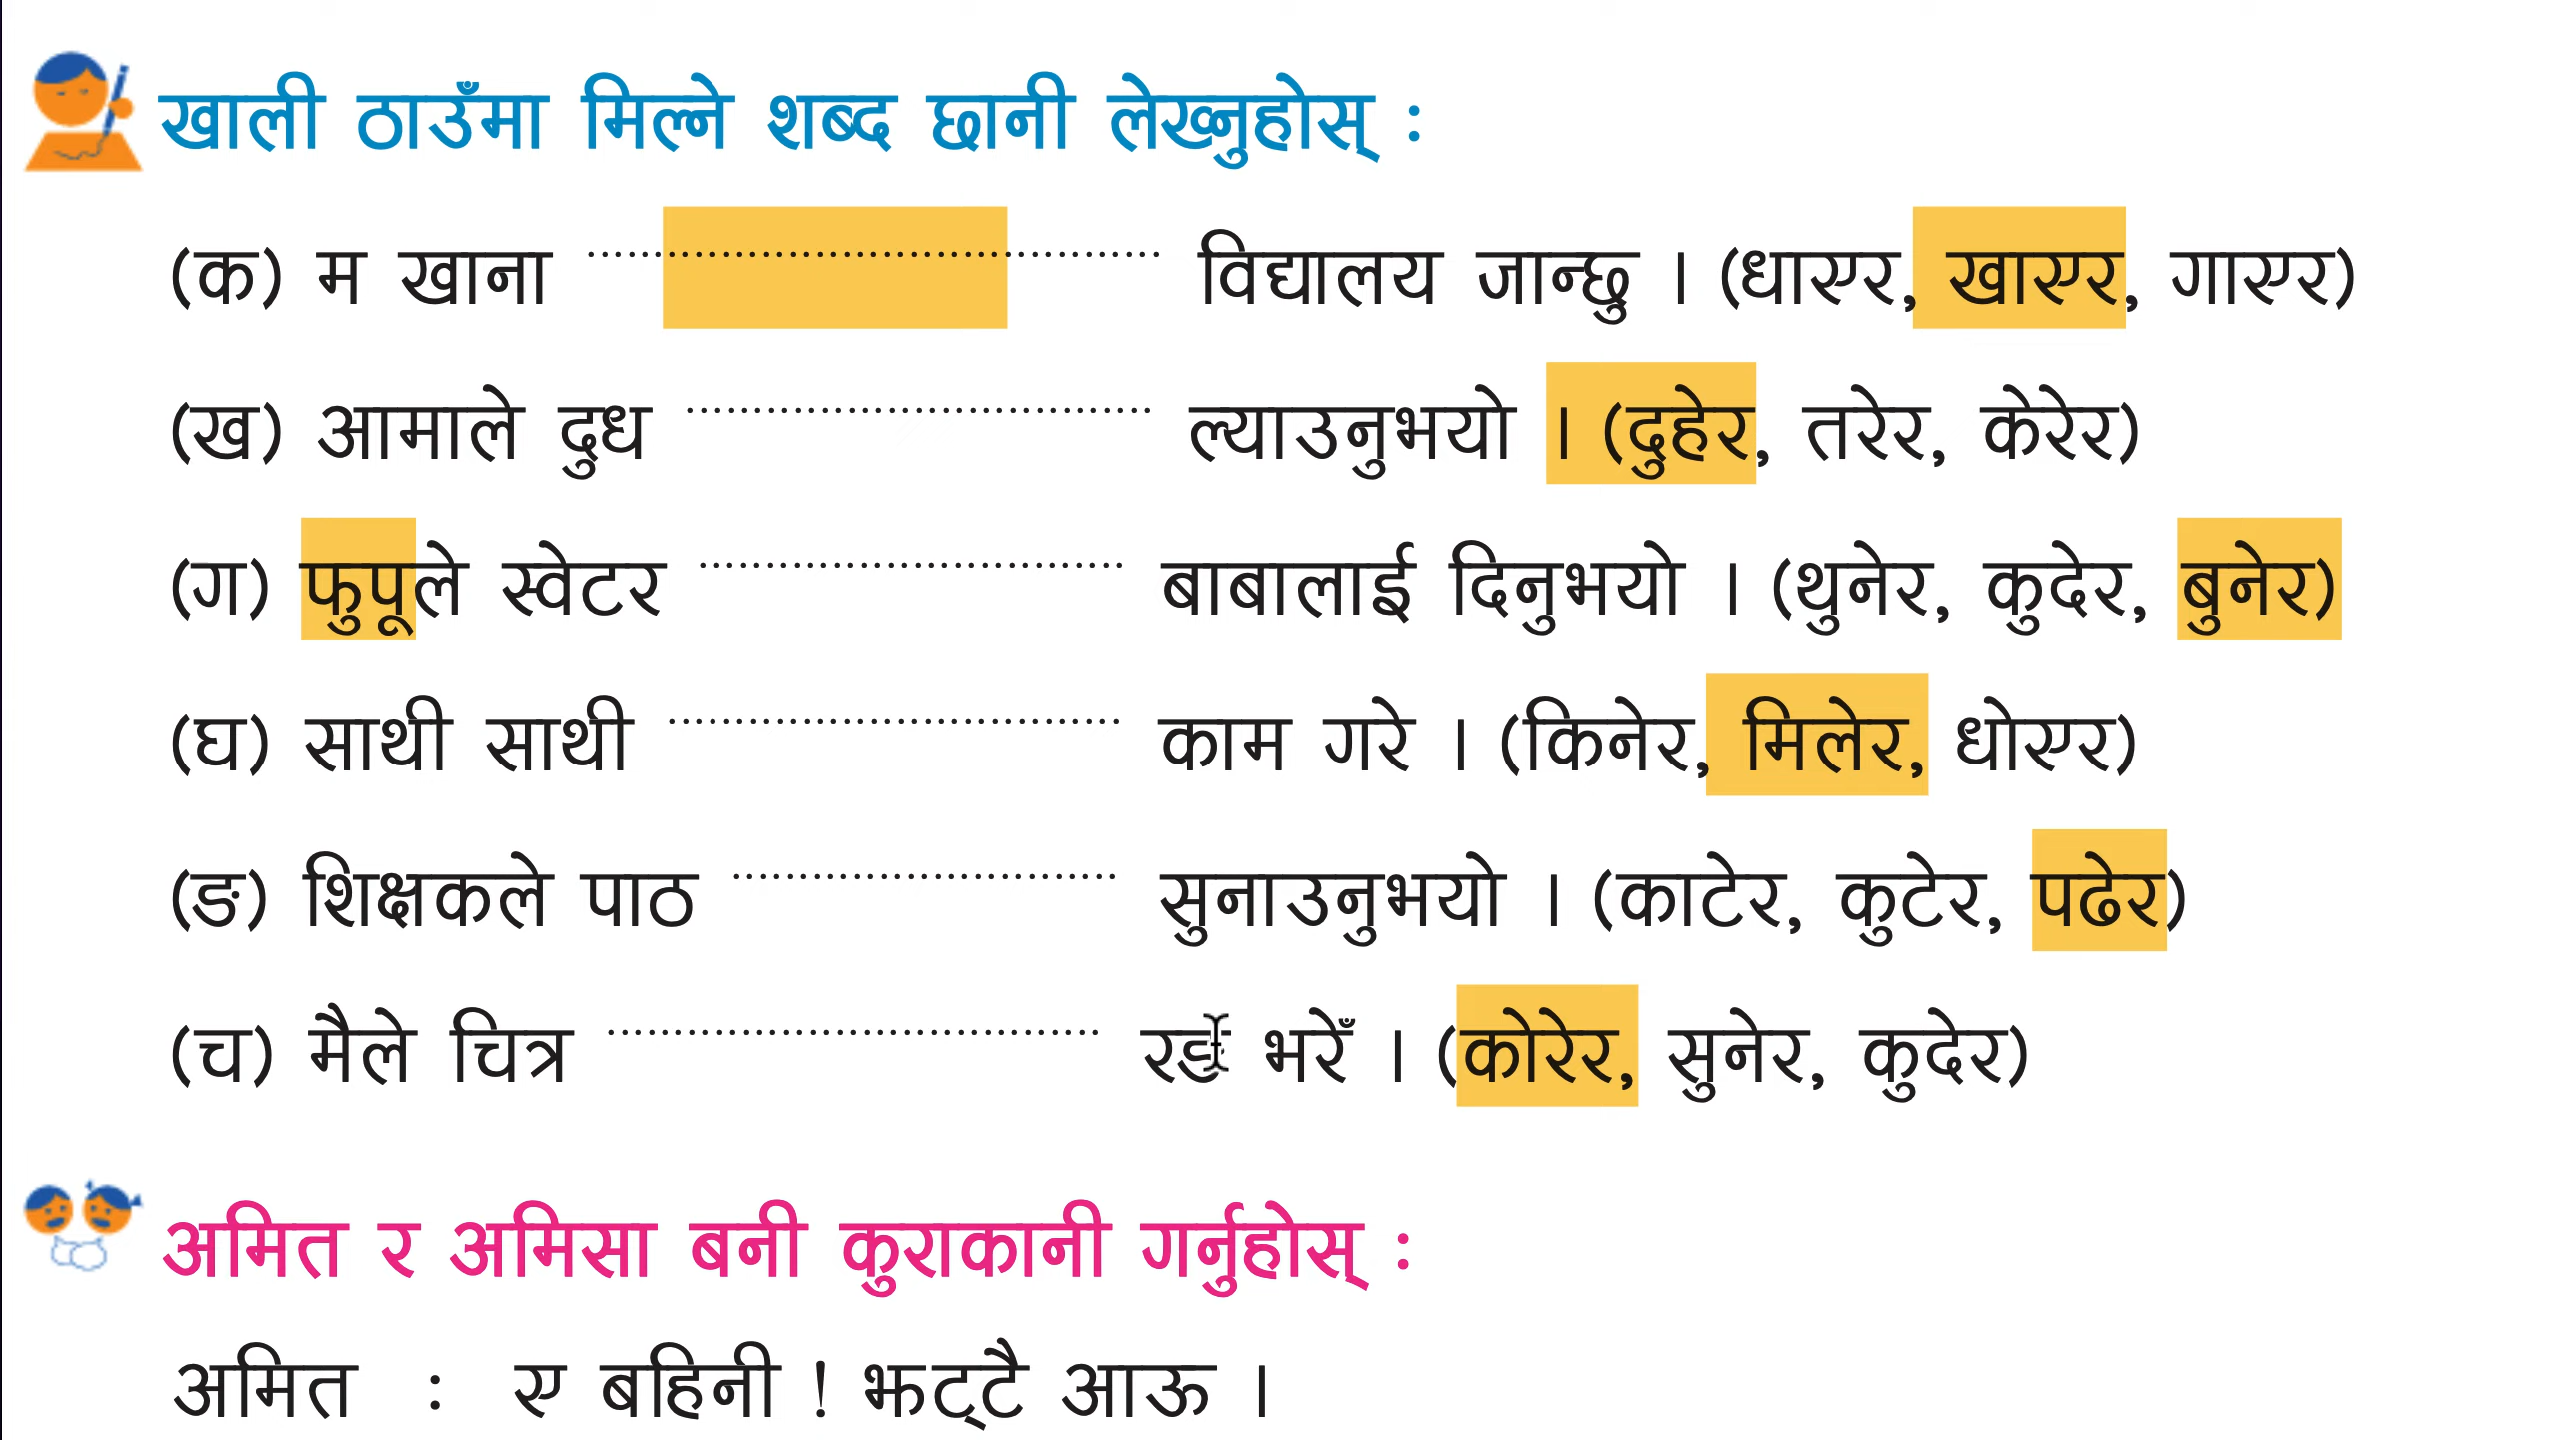 खाली ठाउँमा मिल्ने शब्द छानी लेख्नुहोस् :
(क) म खाना .......................................... विद्यालय जान्छु । (धाएर, खाएर, गाएर)
(ख) आमाले दुध .................................. ल्याउनुभयो । (दुहेर, तरेर, केरेर)
(ग) फुपूले स्वेटर ............................... बाबालाई दिनुभयो । (थुनेर, कुदेर, बुनेर)
(घ) साथी साथी ................................. काम गरे । (किनेर, मिलेर, धोएर)
(ङ) शिक्षकले पाठ ............................ सुनाउनुभयो । (काटेर, कुटेर, पढेर)
(च) मैले चित्र .................................... रङ भरेँ । (कोरेर, सुनेर, कुदेर)
अमित र अमिसा बनी कुराकानी गर्नुहोस् :
अमित : ए बहिनी ! झट्टै आऊ ।